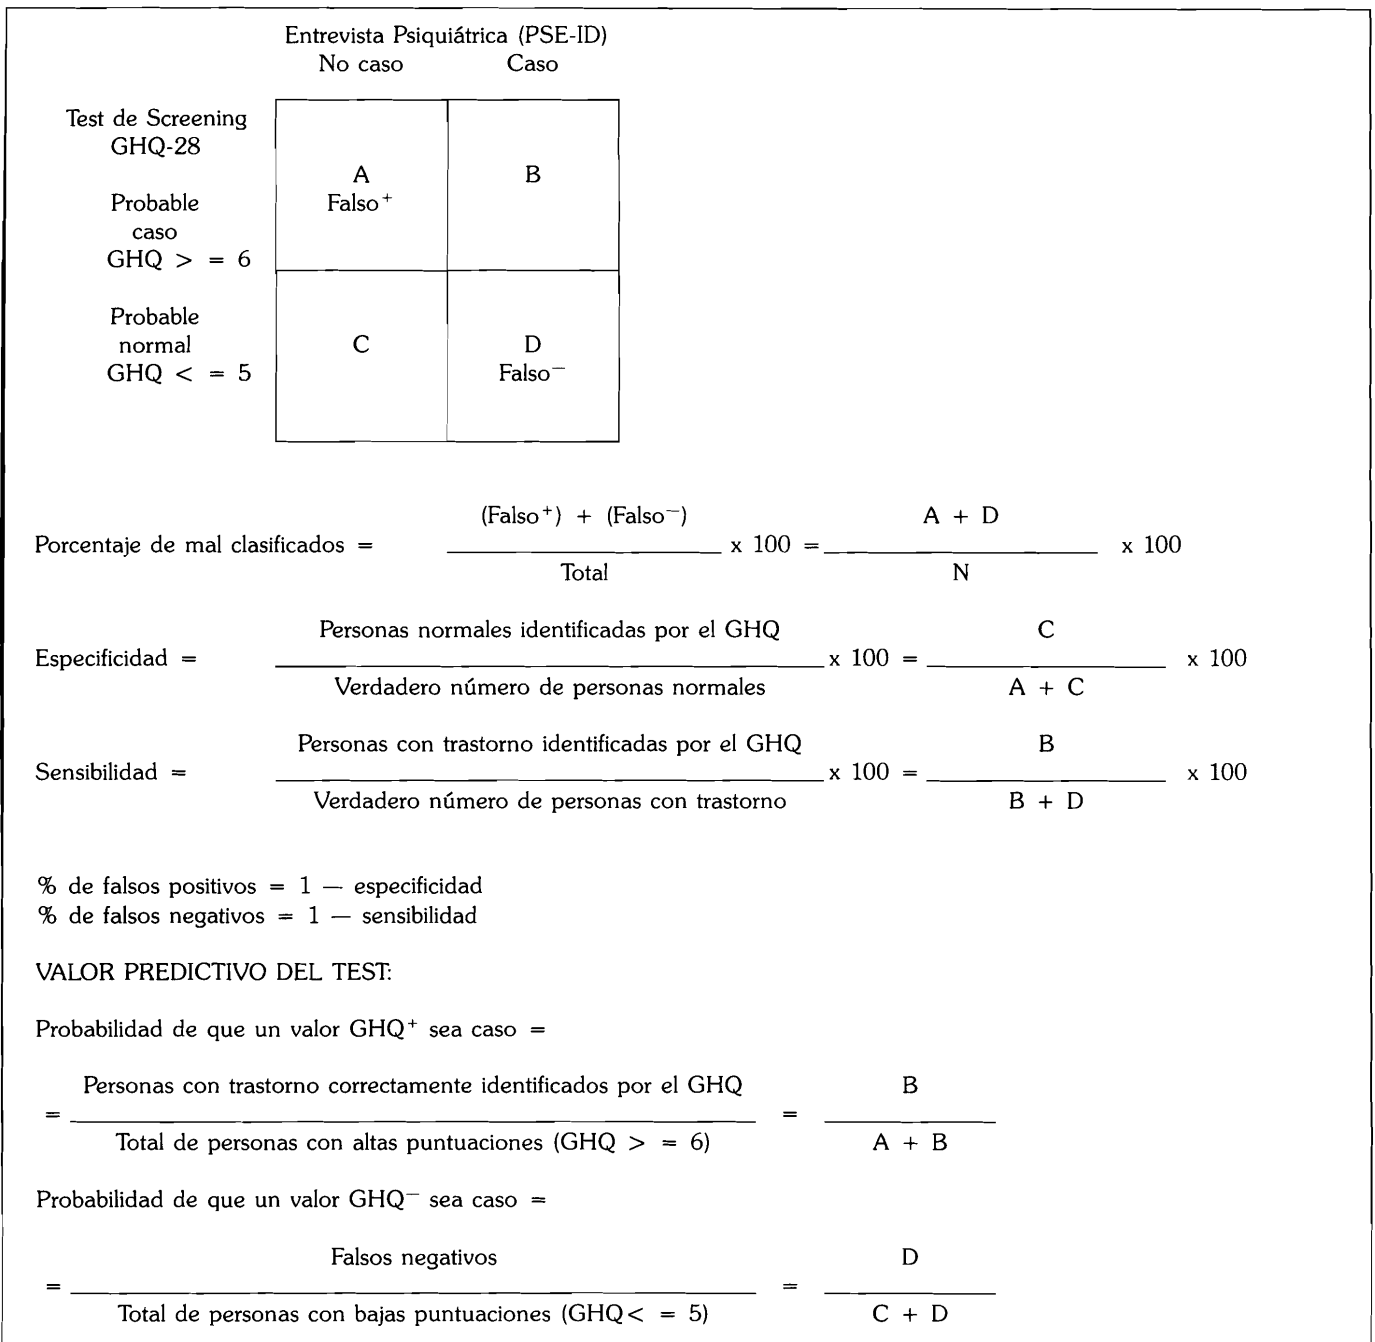 Entrevista Psiquiátrica (PSE-ID)
No caso Caso
Test de Screening
GHQ-28
A B
Probable Falso⁺
caso
GHQ > = 6
Probable
normal C D
GHQ < = 5 Falso⁻
(Falso⁺) + (Falso⁻) A + D
Porcentaje de mal clasificados = x 100 = x 100
Total N
Personas normales identificadas por el GHQ C
Especificidad = x 100 = x 100
Verdadero número de personas normales A + C
Personas con trastorno identificadas por el GHQ B
Sensibilidad = x 100 = x 100
Verdadero número de personas con trastorno B + D
% de falsos positivos = 1 — especificidad
% de falsos negativos = 1 — sensibilidad
VALOR PREDICTIVO DEL TEST:
Probabilidad de que un valor GHQ⁺ sea caso =
Personas con trastorno correctamente identificados por el GHQ B
= =
Total de personas con altas puntuaciones (GHQ > = 6) A + B
Probabilidad de que un valor GHQ⁻ sea caso =
Falsos negativos D
= =
Total de personas con bajas puntuaciones (GHQ< = 5) C + D